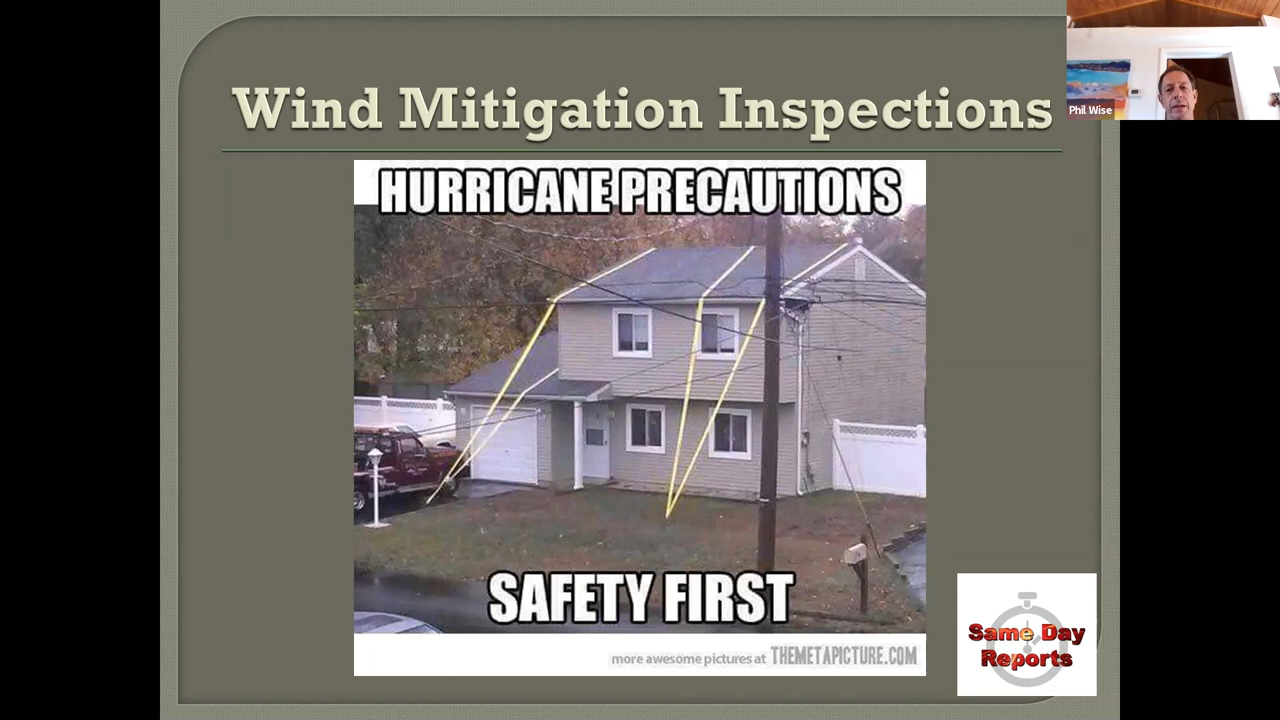 Wind Mitigation Inspections
Phil Wise
HURRICANE PRECAUTIONS
SAFETY FIRST
more awesome pictures at THEMETAPICTURE.COM
Same Day
Reports